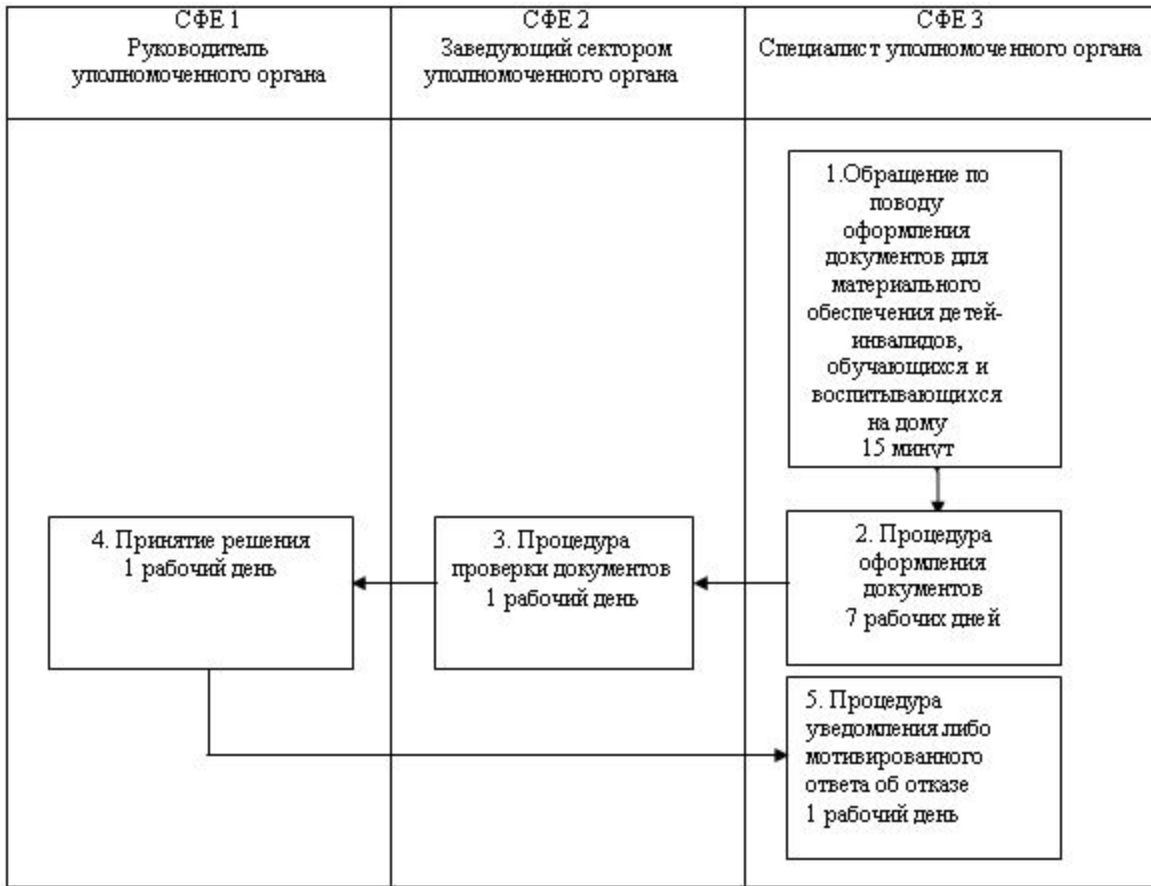 СФЕ 1
Руководитель
уполномоченного органа
СФЕ 2
Заведующий сектором
уполномоченного органа
СФЕ 3
Специалист уполномоченного органа
1.Обращение по
поводу
оформления
документов для
материального
обеспечения детей-
инвалидов,
обучающихся и
воспитывающихся
на дому
15 минут
4. Принятие решения
1 рабочий день
3. Процедура
проверки документов
1 рабочий день
2. Процедура
оформления
документов
7 рабочих дней
5. Процедура
уведомления либо
мотивированного
ответа об отказе
1 рабочий день